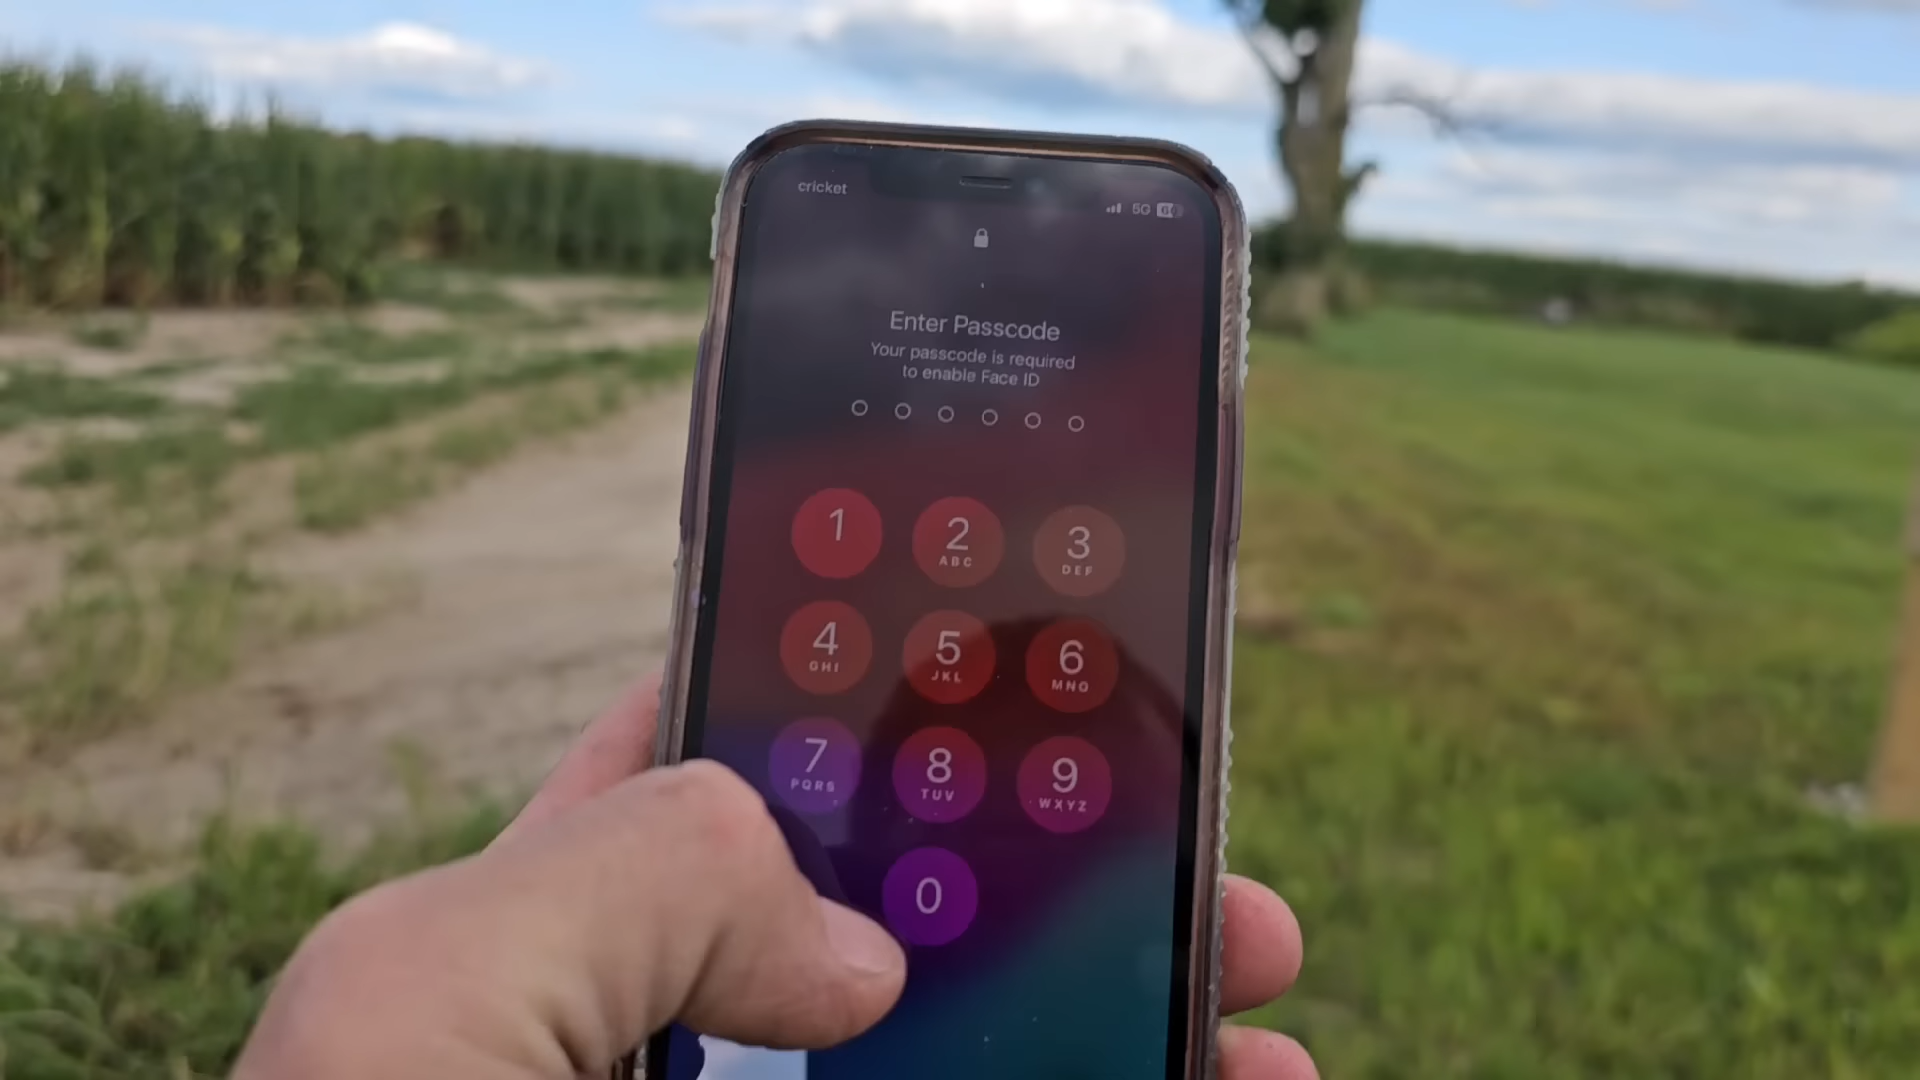 cricket
5G
Enter Passcode
Your passcode is required
to enable Face ID
1
2
ABC
3
DEF
4
GHI
5
JKL
6
MNO
7
PQRS
8
TUV
9
WXYZ
0